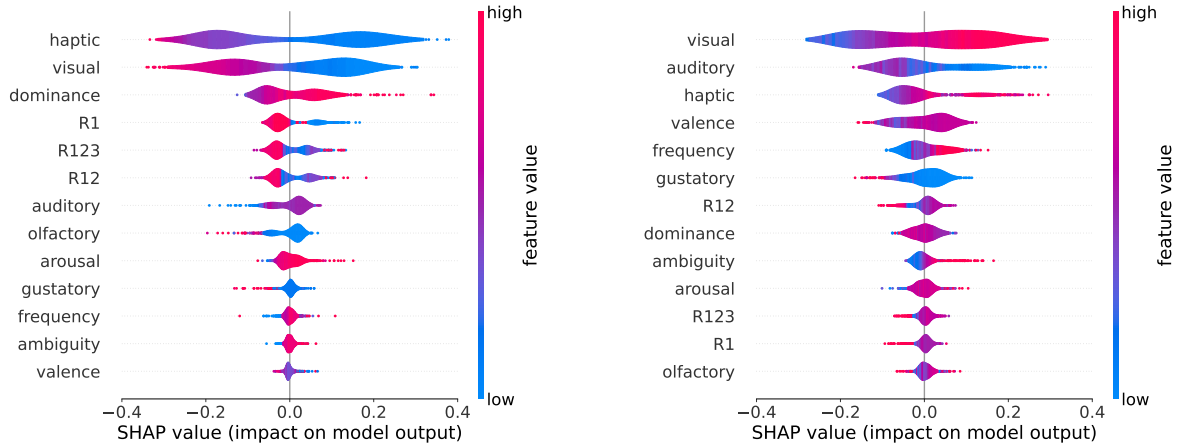 haptic
visual
dominance
R1
R123
R12
auditory
olfactory
arousal
gustatory
frequency
ambiguity
valence
−0.4 −0.2 0.0 0.2 0.4
SHAP value (impact on model output)
high
feature value
low
visual
auditory
haptic
valence
frequency
gustatory
R12
dominance
ambiguity
arousal
R123
R1
olfactory
−0.4 −0.2 0.0 0.2 0.4
SHAP value (impact on model output)
high
feature value
low